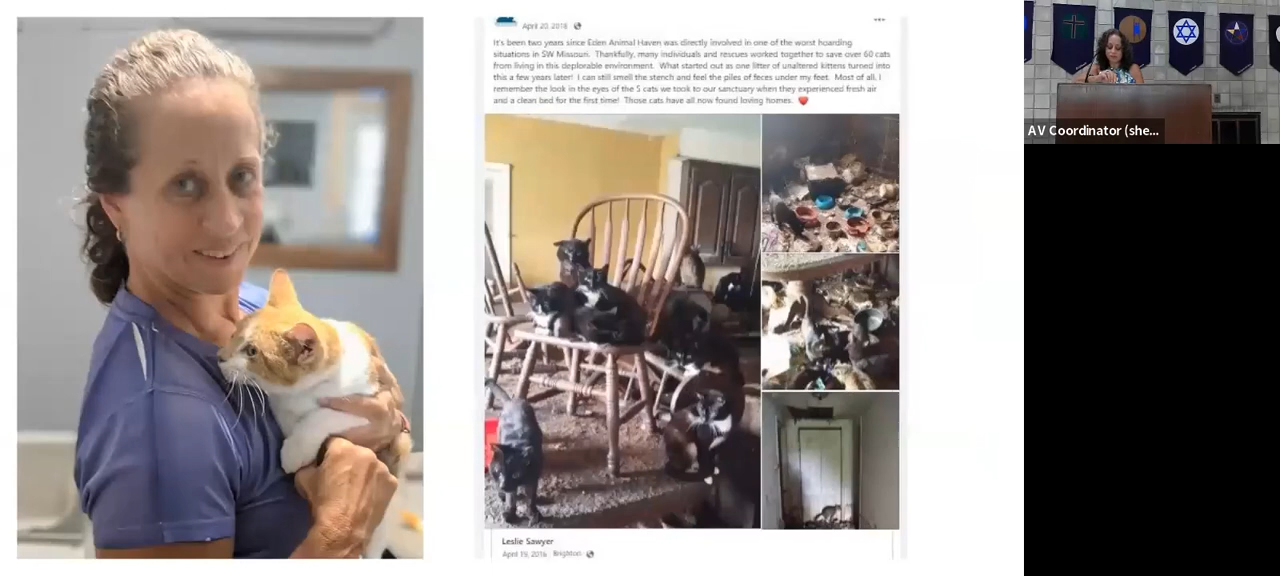 April 20, 2018
It's been two years since Eden Animal Haven was directly involved in one of the worst hoarding
situations in SW Missouri. Thankfully, many individuals and rescues worked together to save over 60 cats
from living in this deplorable environment. What started out as one litter of unaltered kittens turned into
this a few years later! I can still smell the stench and feel the piles of feces under my feet. Most of all, I
remember the look in the eyes of the 5 cats we took to our sanctuary when they experienced fresh air
and a clean bed for the first time! Those cats have all now found loving homes.
Leslie Sawyer
April 19, 2016 Brighton
AV Coordinator (she...